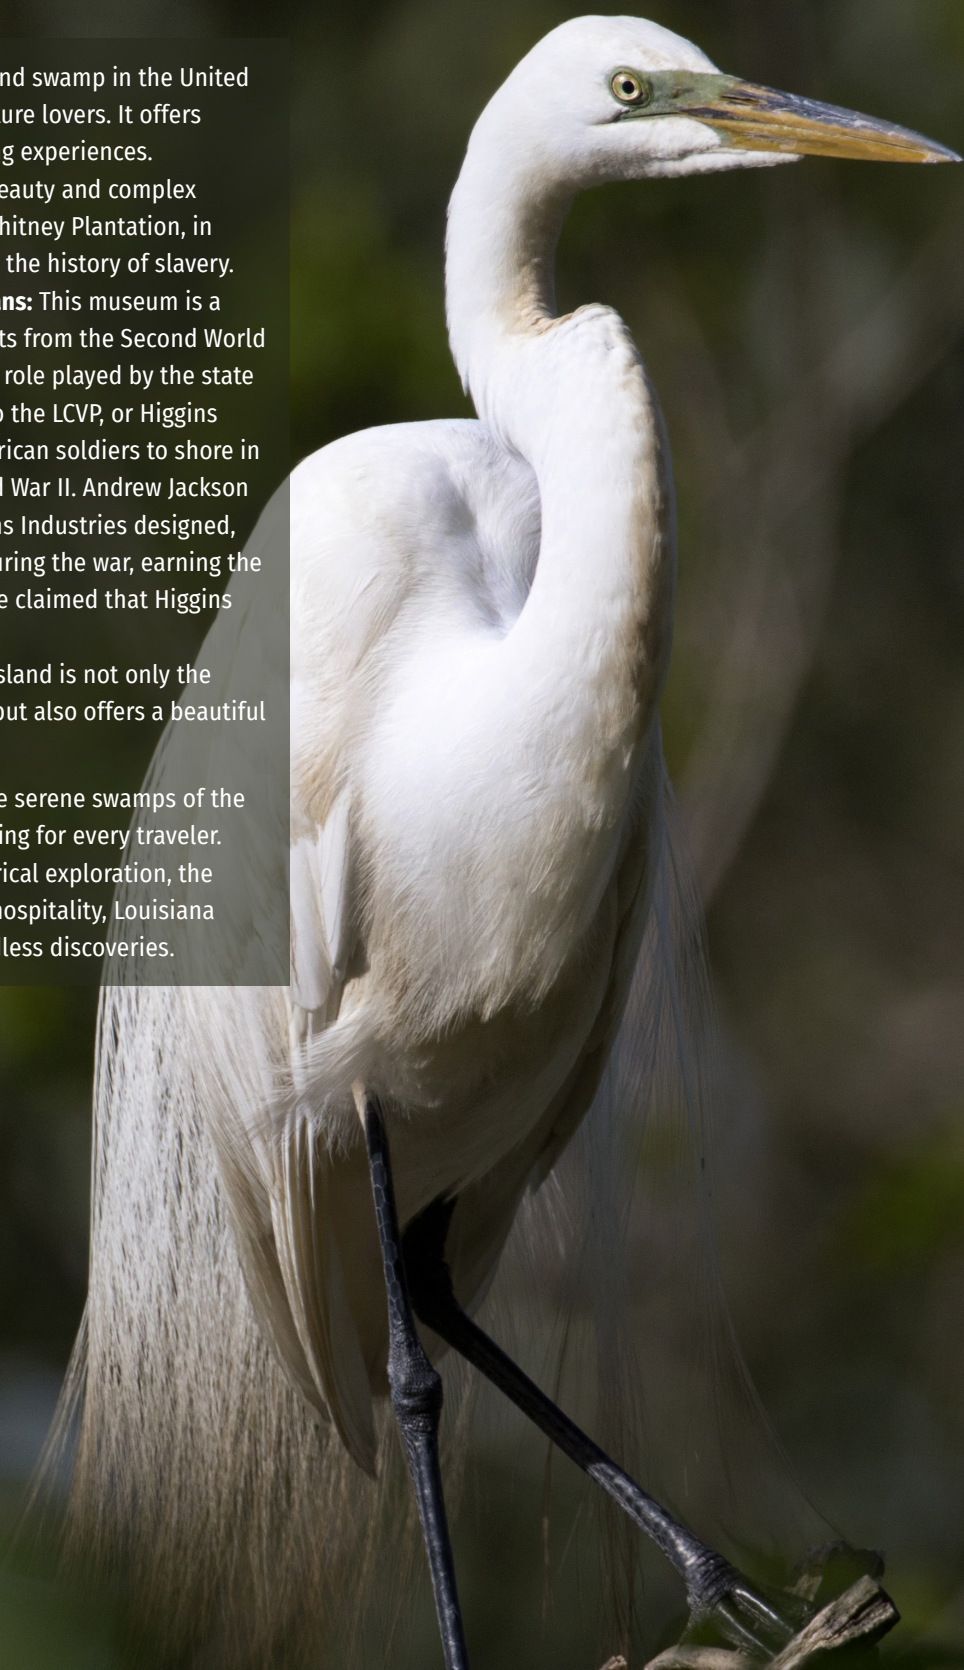 nd swamp in the United
ure lovers. It offers
g experiences.
eauty and complex
hitney Plantation, in
the history of slavery.
ans: This museum is a
ts from the Second World
role played by the state
o the LCVP, or Higgins
rican soldiers to shore in
d War II. Andrew Jackson
ns Industries designed,
uring the war, earning the
e claimed that Higgins
sland is not only the
but also offers a beautiful
e serene swamps of the
ing for every traveler.
rical exploration, the
hospitality, Louisiana
lless discoveries.